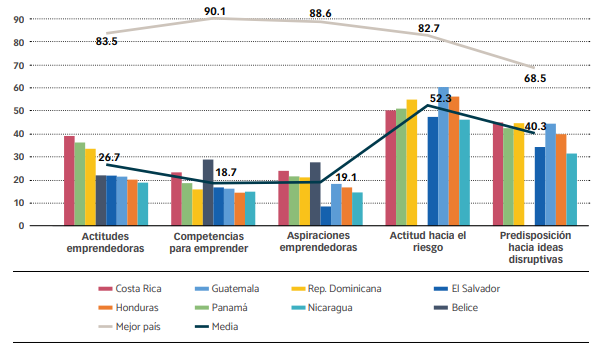 90
80
70
60
50
40
30
20
10
0
83.5
90.1
88.6
82.7
68.5
26.7
18.7
19.1
52.3
40.3
Actitudes
emprendedoras
Competencias
para emprender
Aspiraciones
emprendedoras
Actitud hacia el
riesgo
Predisposición
hacia ideas
disruptivas
Costa Rica
Guatemala
Rep. Dominicana
El Salvador
Honduras
Panamá
Nicaragua
Belice
Mejor país
Media